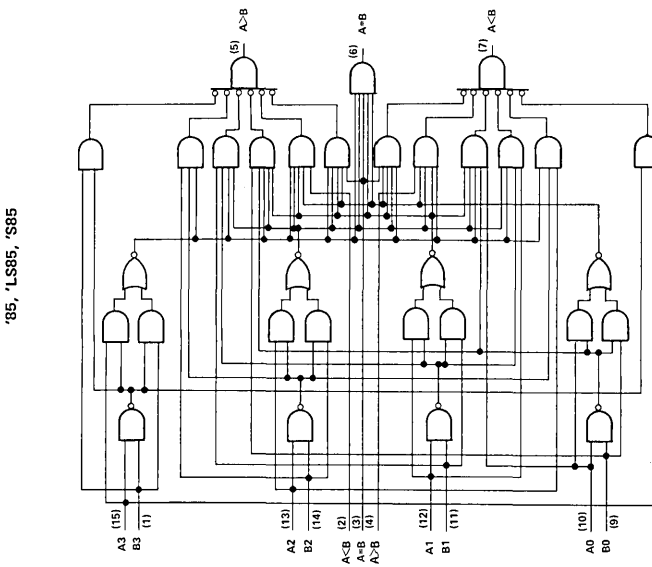 '85, 'LS85, 'S85
(5) A>B
(6) A=B
(7) A<B
A3 (15)
B3 (1)
A2 (13)
B2 (14)
A<B (2)
A=B (3)
A>B (4)
A1 (12)
B1 (11)
A0 (10)
B0 (9)